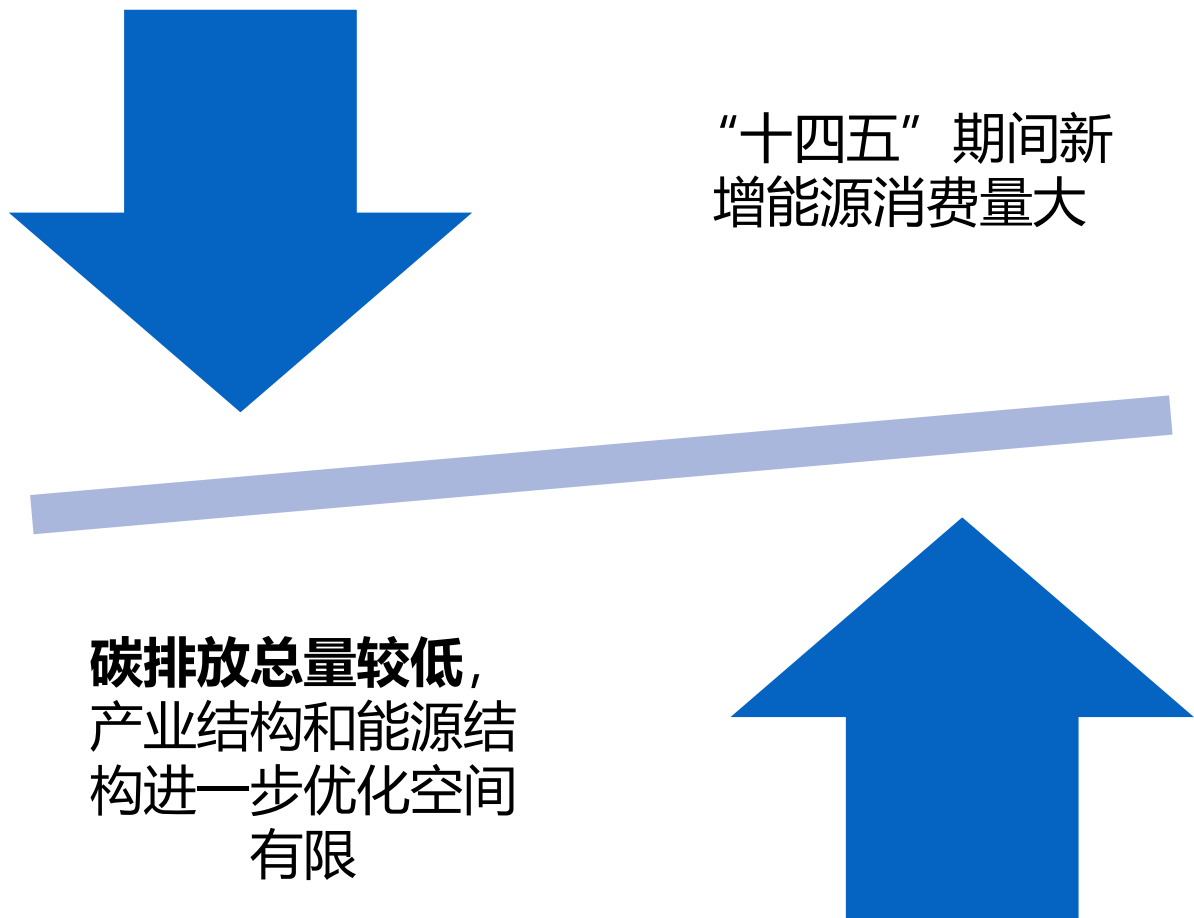 “十四五”期间新
增能源消费量大
碳排放总量较低，
产业结构和能源结
构进一步优化空间
有限